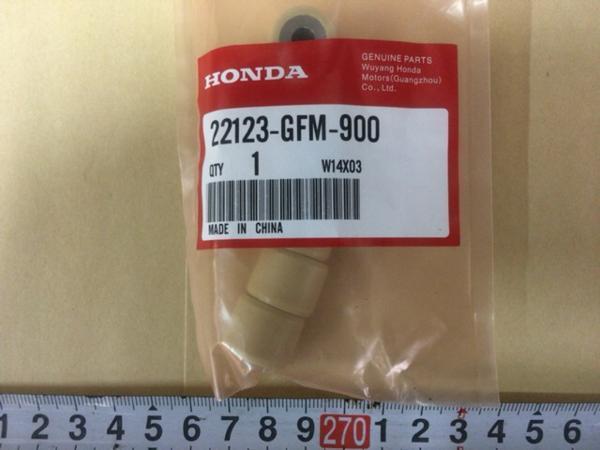 HONDA
GENUINE PARTS
Wuyang Honda
Motors(Guangzhou)
Co., Ltd.
22123-GFM-900
QTY 1 W14X03
MADE IN CHINA
1 2 3 4 5 6 7 8 9 270 1 2 3 4 5 6